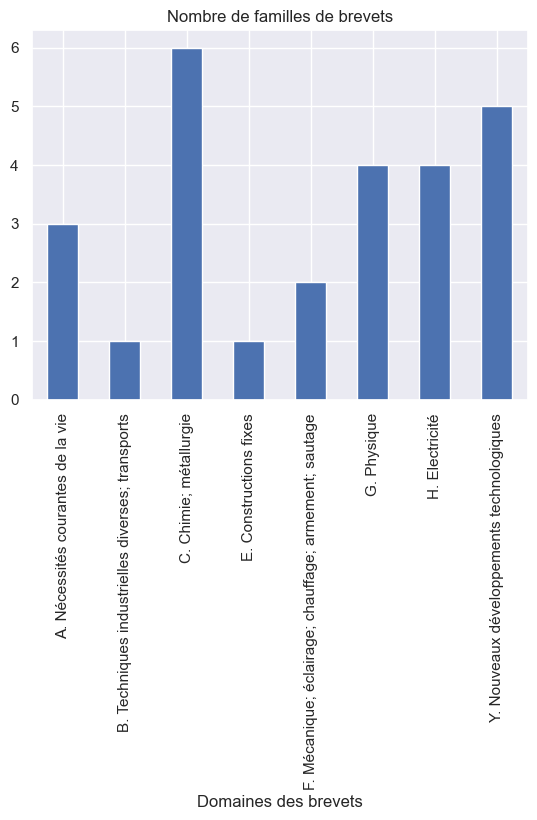 Nombre de familles de brevets
6
5
4
3
2
1
0
A. Nécessités courantes de la vie
B. Techniques industrielles diverses; transports
C. Chimie; métallurgie
E. Constructions fixes
F. Mécanique; éclairage; chauffage; armement; sautage
G. Physique
H. Electricité
Y. Nouveaux développements technologiques
Domaines des brevets